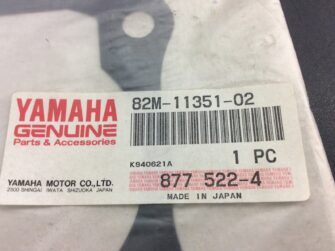 YAMAHA
GENUINE
Parts & Accessories
82M-11351-02
K940621A
1 PC
YAMAHA MOTOR CO.,LTD.
2500 SHINGAI IWATA SHIZUOKA JAPAN
877 522-4
MADE IN JAPAN